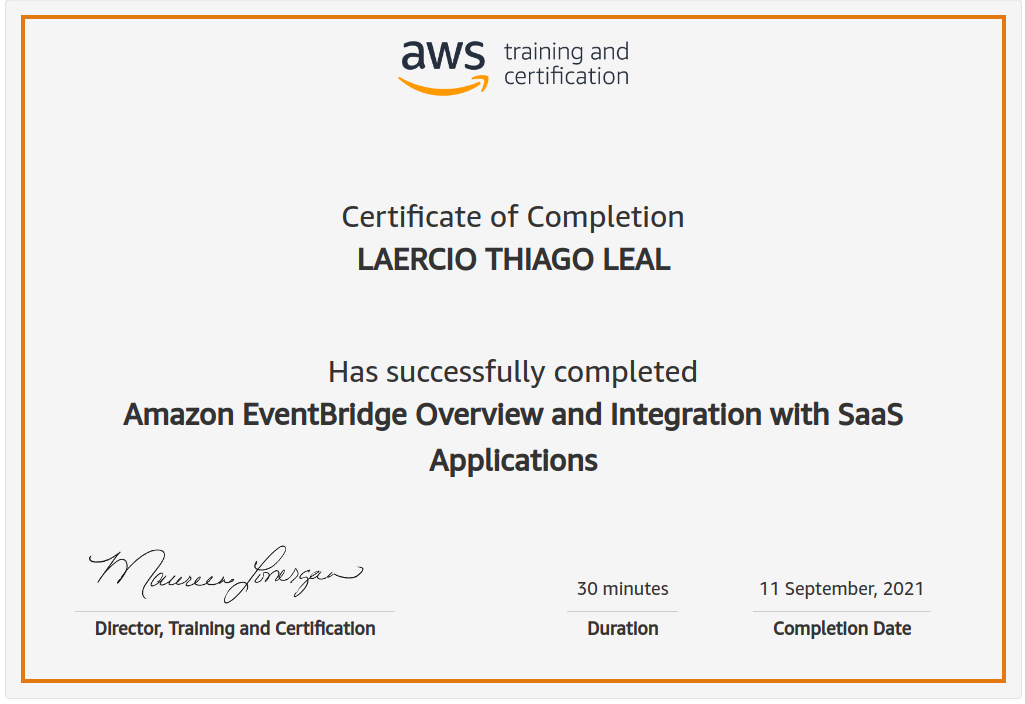 aws training and
certification
Certificate of Completion
LAERCIO THIAGO LEAL
Has successfully completed
Amazon EventBridge Overview and Integration with SaaS
Applications
Maureen Lonergan
30 minutes
11 September, 2021
Director, Training and Certification
Duration
Completion Date